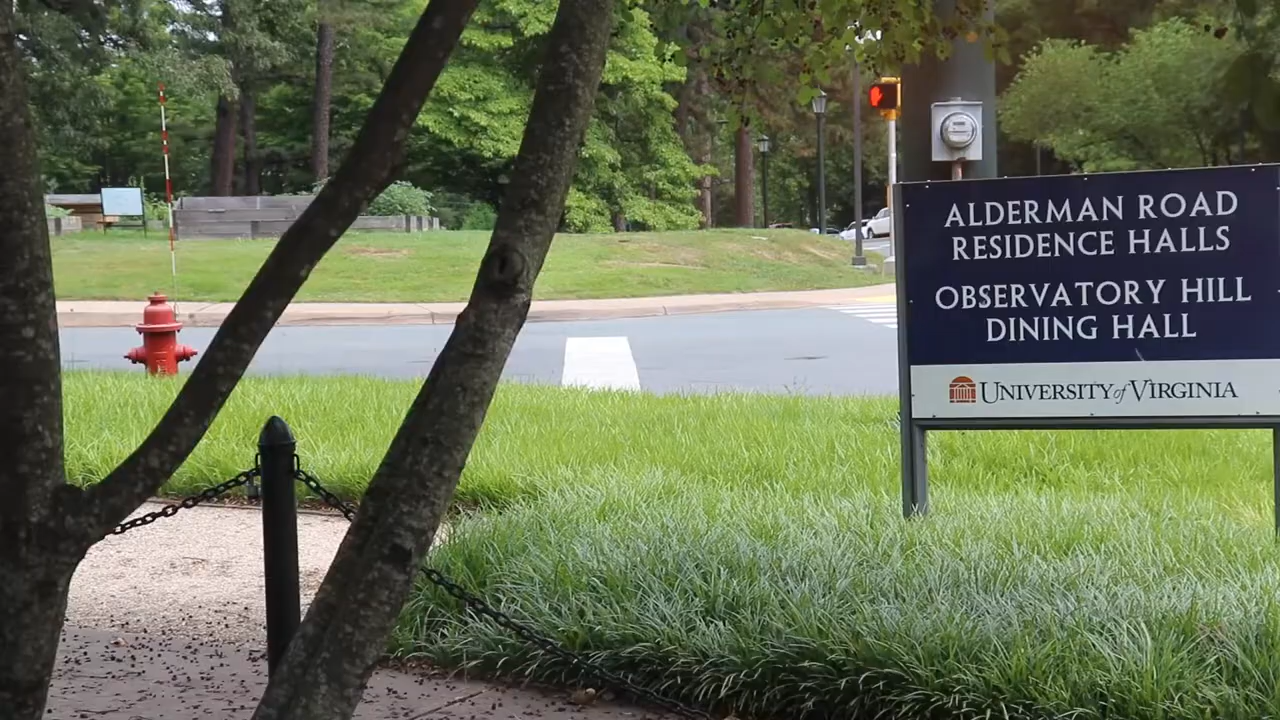 ALDERMAN ROAD
RESIDENCE HALLS
OBSERVATORY HILL
DINING HALL
UNIVERSITY of VIRGINIA